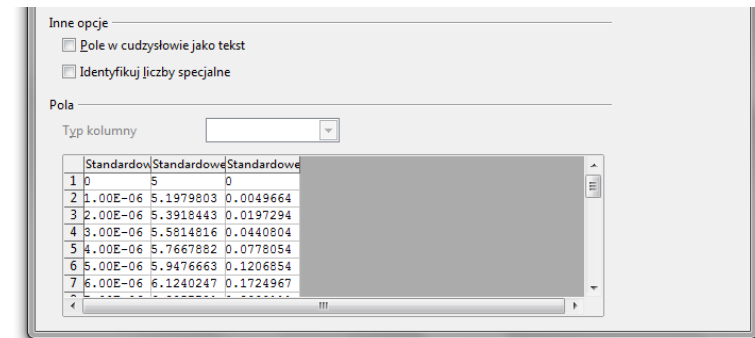 Inne opcje
Pole w cudzysłowie jako tekst
Identyfikuj liczby specjalne
Pola
Typ kolumny
Standardow Standardowe Standardowe
1 0 5 0
2 1.00E-06 5.1979803 0.0049664
3 2.00E-06 5.3918443 0.0197294
4 3.00E-06 5.5814816 0.0440804
5 4.00E-06 5.7667882 0.0778054
6 5.00E-06 5.9476663 0.1206854
7 6.00E-06 6.1240247 0.1724967